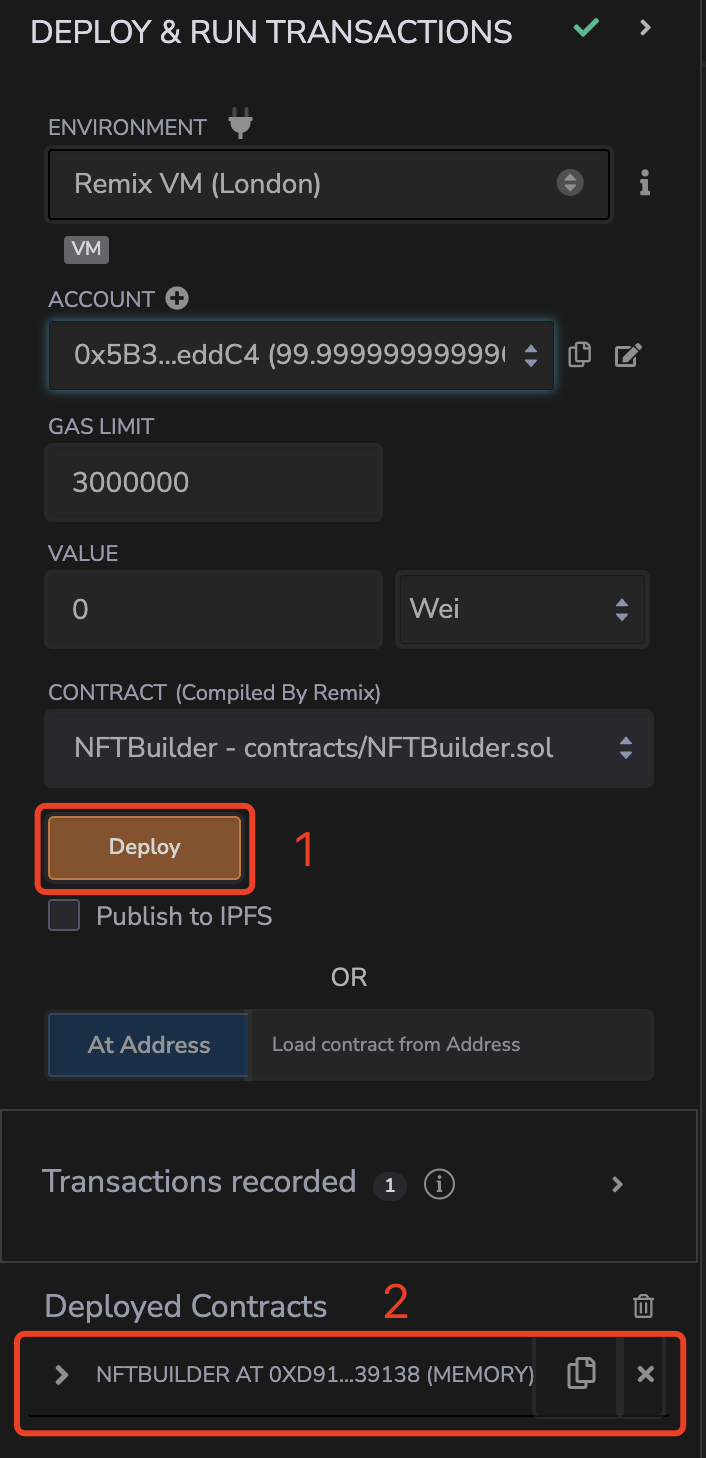 DEPLOY & RUN TRANSACTIONS
ENVIRONMENT
Remix VM (London)
VM
ACCOUNT
0x5B3...eddC4 (99.999999999996
GAS LIMIT
3000000
VALUE
0 Wei
CONTRACT (Compiled By Remix)
NFTBuilder - contracts/NFTBuilder.sol
Deploy 1
Publish to IPFS
OR
At Address Load contract from Address
Transactions recorded 1
Deployed Contracts 2
NFTBUILDER AT 0XD91...39138 (MEMORY)